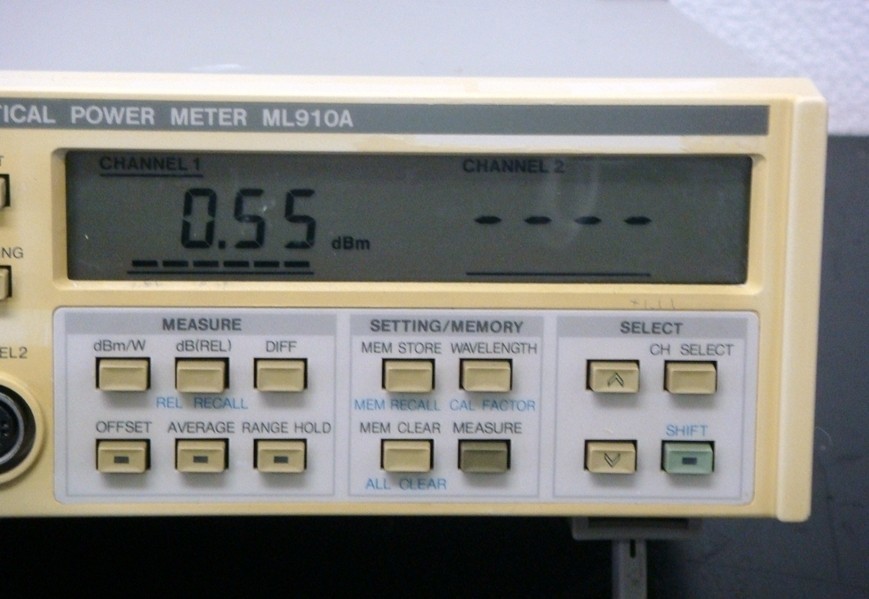 TICAL POWER METER ML910A
CHANNEL 1
CHANNEL 2
0.55 dBm
- - - -
MEASURE
dBm/W dB(REL) DIFF
REL RECALL
OFFSET AVERAGE RANGE HOLD
SETTING/MEMORY
MEM STORE WAVELENGTH
MEM RECALL CAL FACTOR
MEM CLEAR MEASURE
ALL CLEAR
SELECT
CH SELECT
SHIFT
NG
EL2